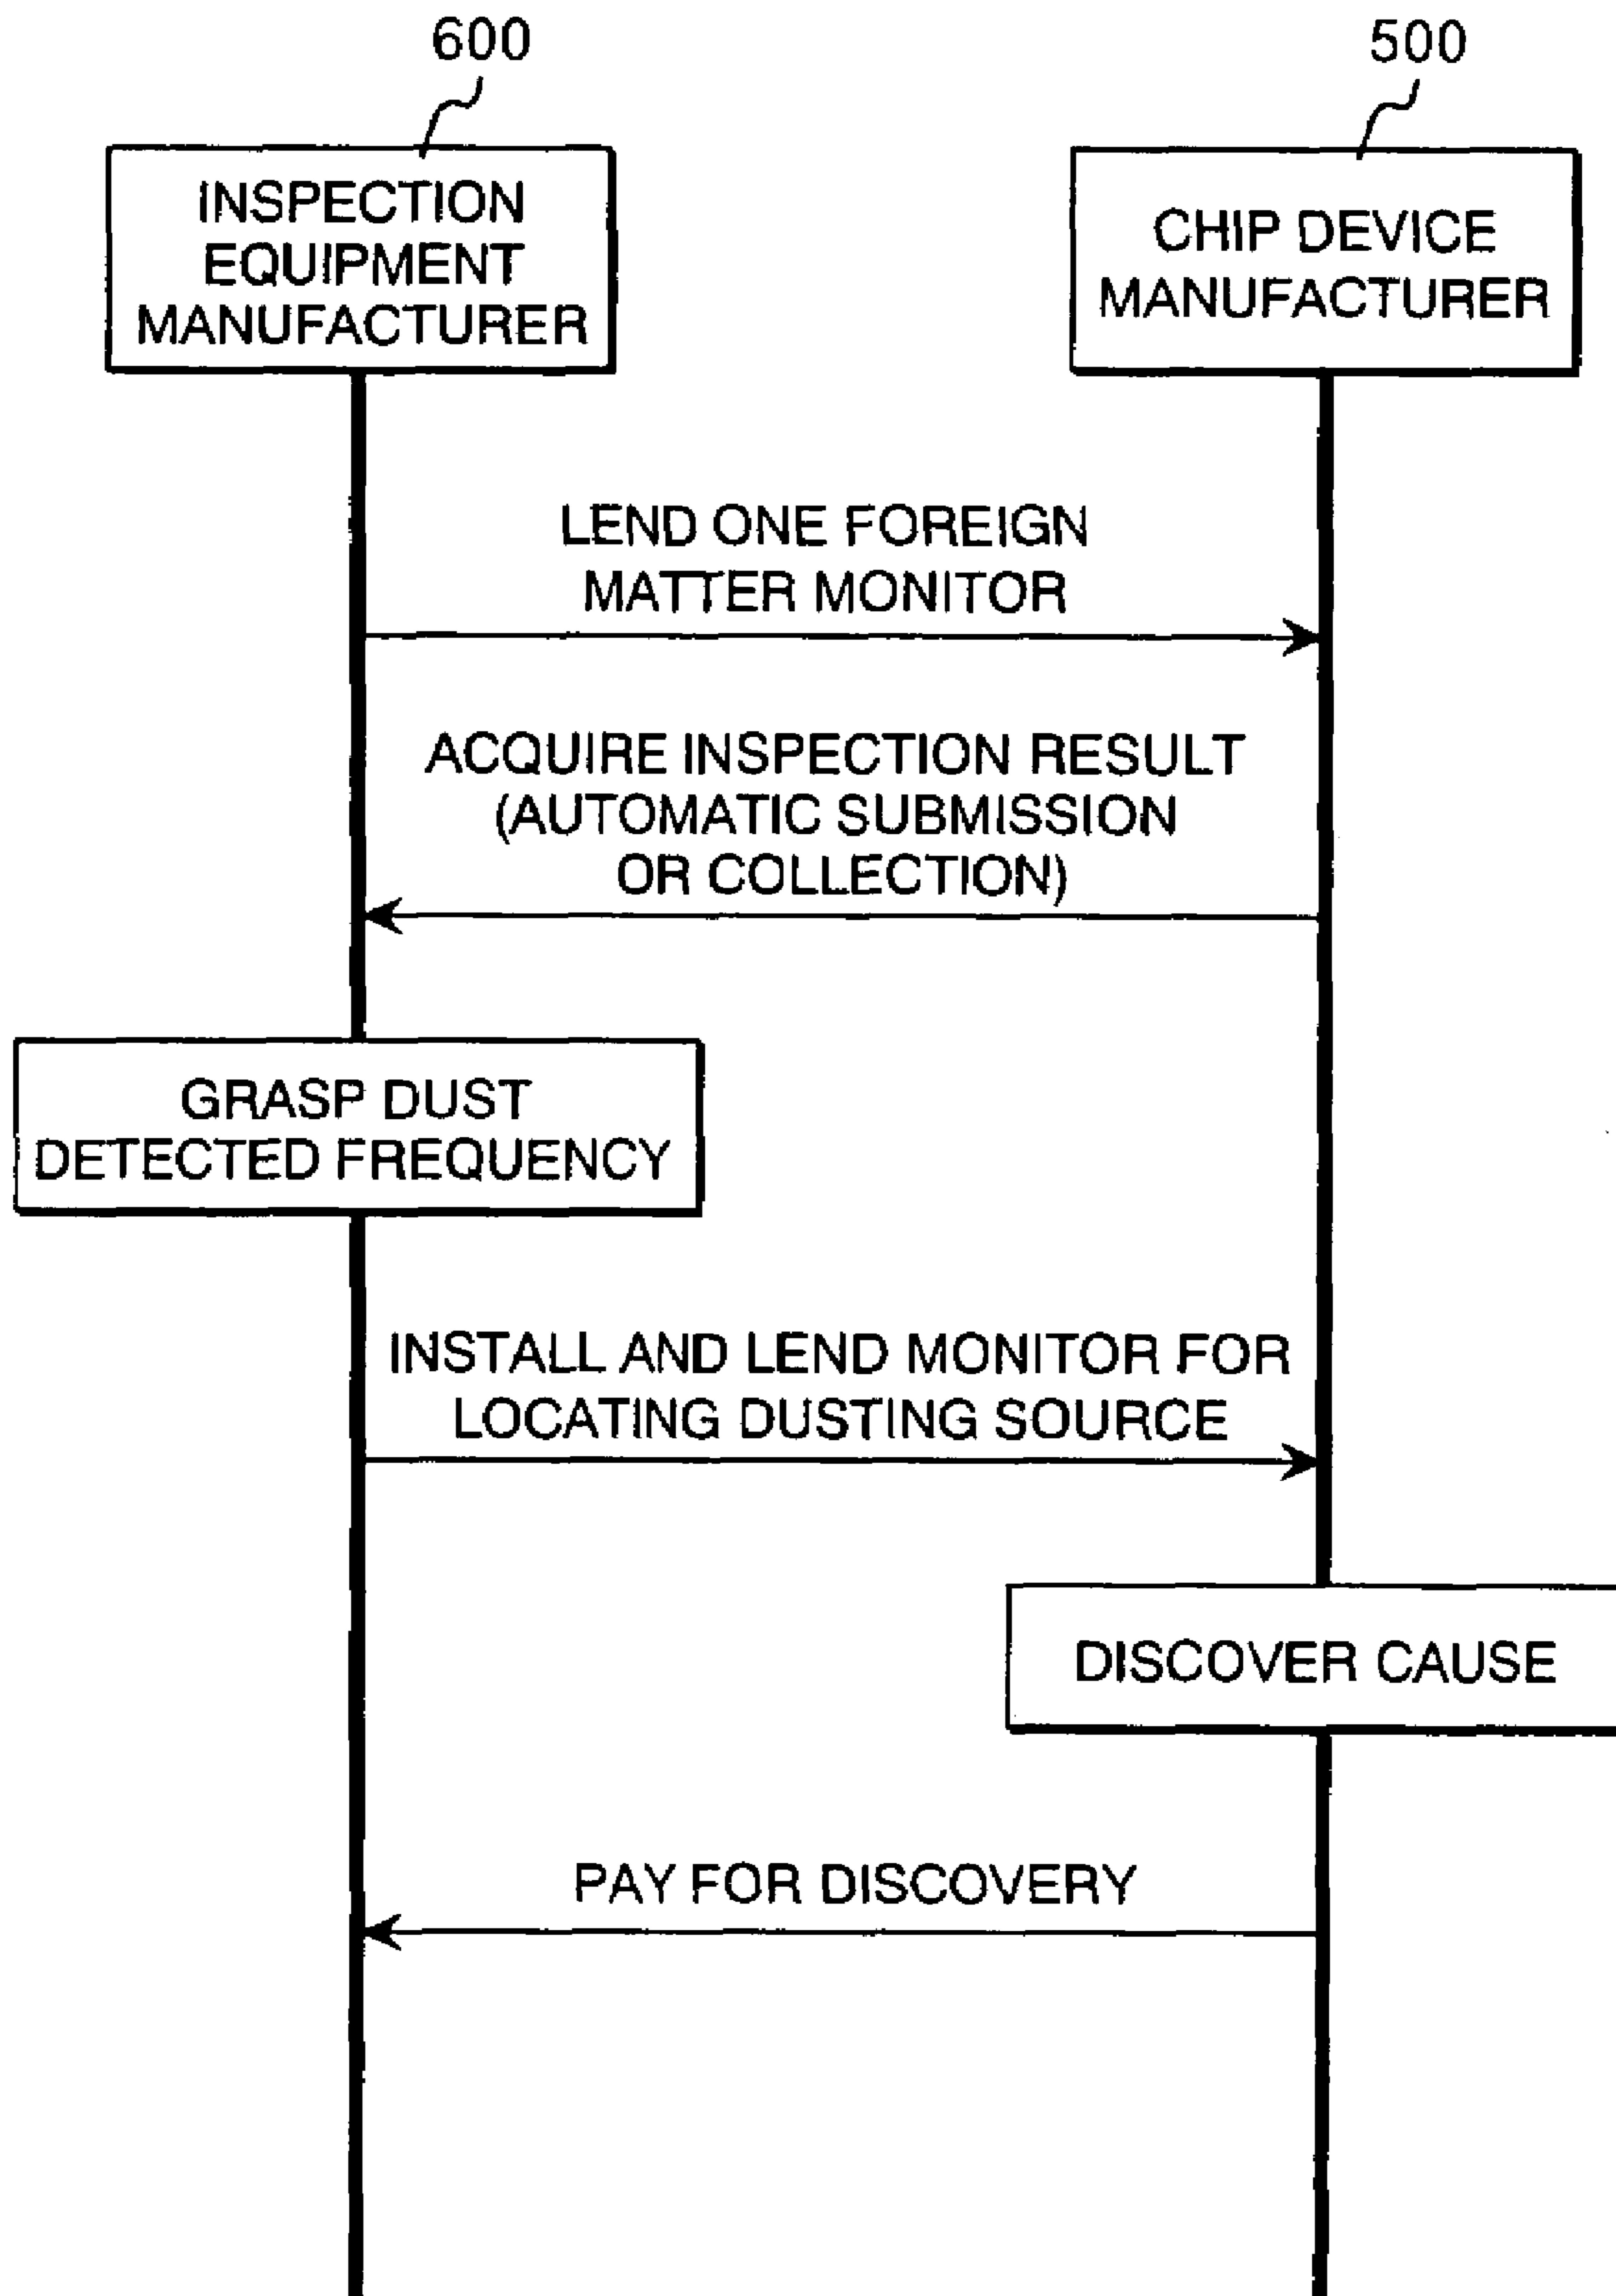 600
500
INSPECTION
EQUIPMENT
MANUFACTURER
CHIP DEVICE
MANUFACTURER
LEND ONE FOREIGN
MATTER MONITOR
ACQUIRE INSPECTION RESULT
(AUTOMATIC SUBMISSION
OR COLLECTION)
GRASP DUST
DETECTED FREQUENCY
INSTALL AND LEND MONITOR FOR
LOCATING DUSTING SOURCE
DISCOVER CAUSE
PAY FOR DISCOVERY